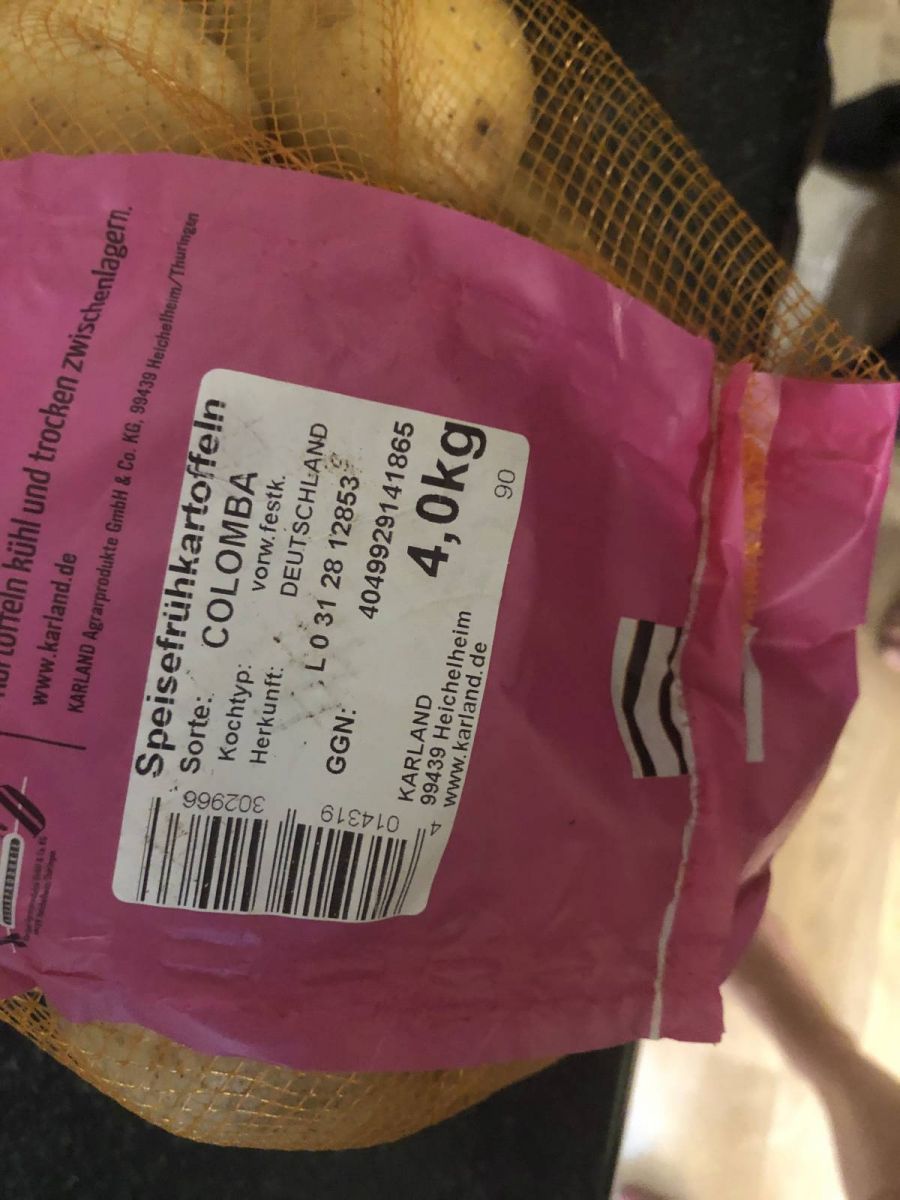 toffeln kühl und trocken zwischenlagern.
www.karland.de
KARLAND Agrarprodukte GmbH & Co. KG, 99439 Heichelheim/Thüringen
Speisefrühkartoffeln
Sorte: COLOMBA
Kochtyp: vorw.festk.
Herkunft: DEUTSCHLAND
L 0 31 28 12853
GGN: 4049929141865
4,0kg
KARLAND
99439 Heichelheim
www.karland.de
90
4 014319 302966